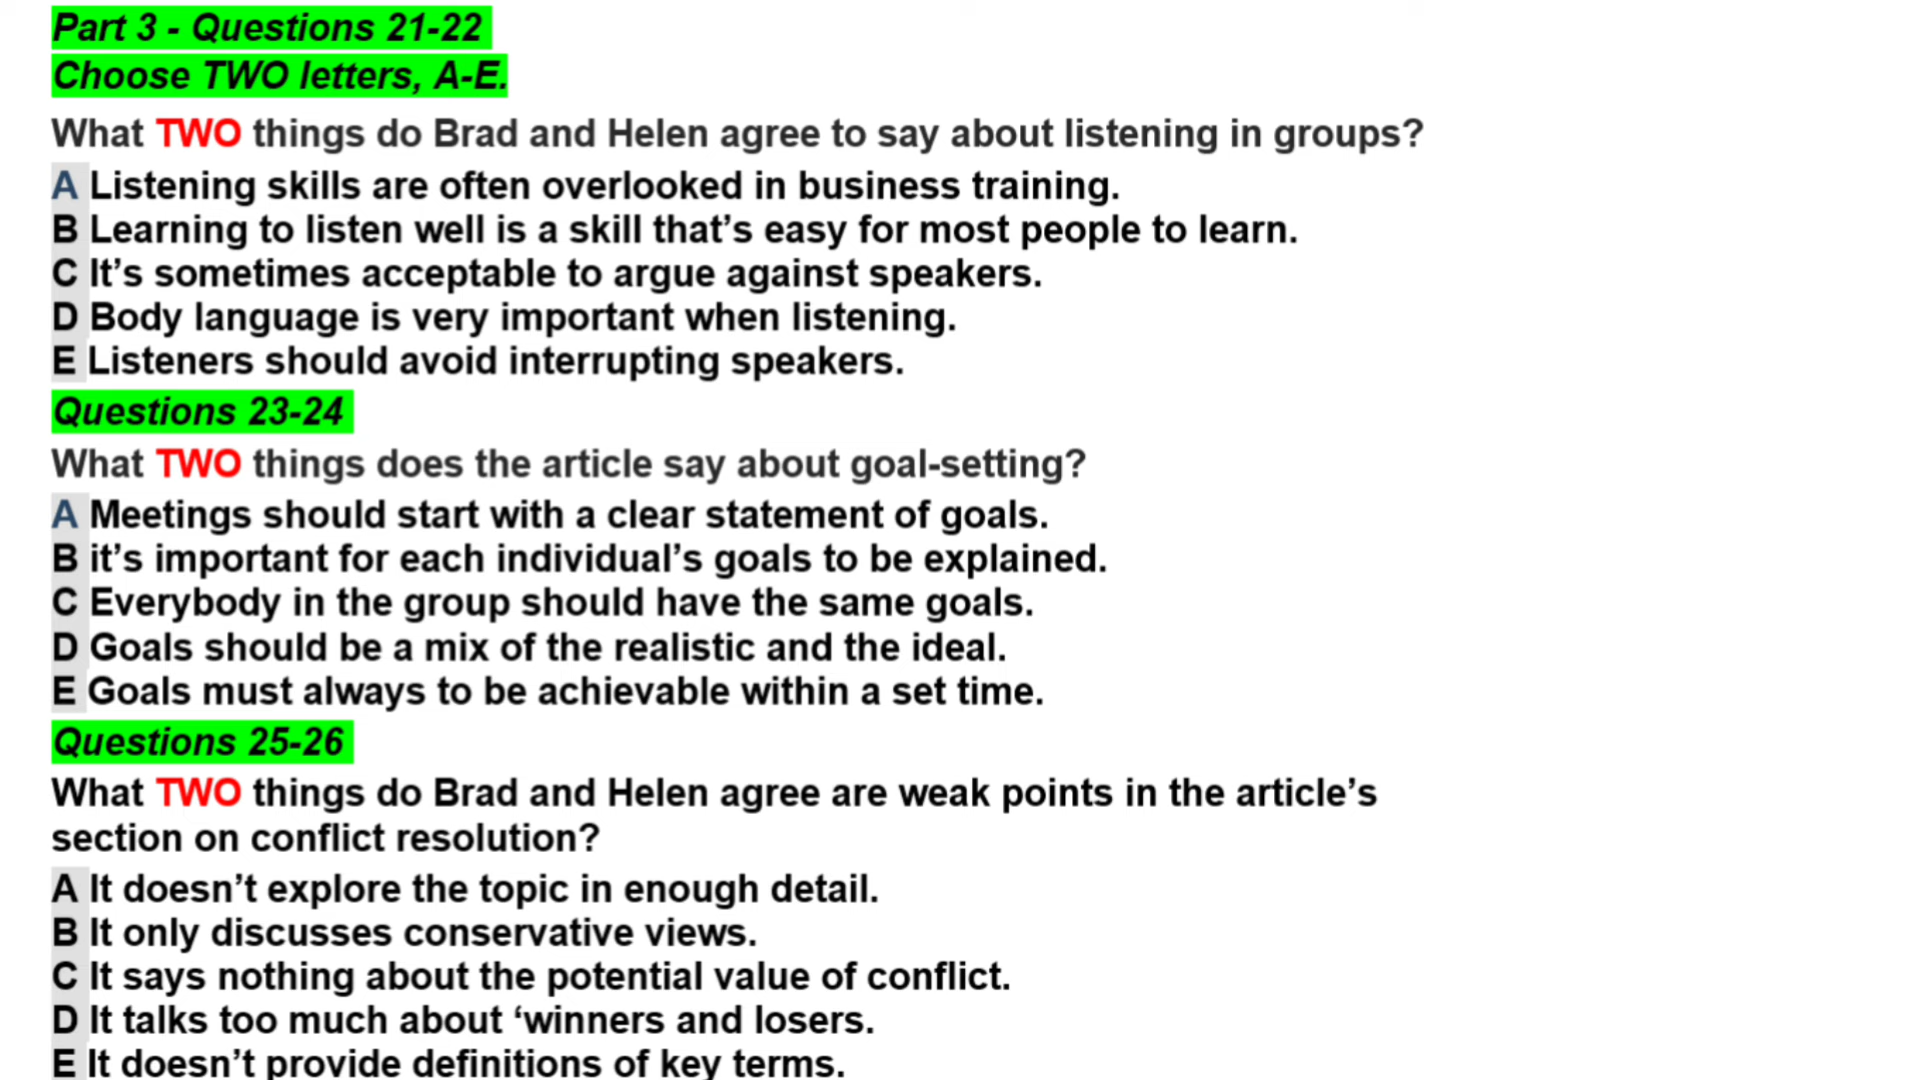 Part 3 - Questions 21-22
Choose TWO letters, A-E.
What TWO things do Brad and Helen agree to say about listening in groups?
A Listening skills are often overlooked in business training.
B Learning to listen well is a skill that’s easy for most people to learn.
C It’s sometimes acceptable to argue against speakers.
D Body language is very important when listening.
E Listeners should avoid interrupting speakers.
Questions 23-24
What TWO things does the article say about goal-setting?
A Meetings should start with a clear statement of goals.
B it’s important for each individual’s goals to be explained.
C Everybody in the group should have the same goals.
D Goals should be a mix of the realistic and the ideal.
E Goals must always to be achievable within a set time.
Questions 25-26
What TWO things do Brad and Helen agree are weak points in the article’s
section on conflict resolution?
A It doesn’t explore the topic in enough detail.
B It only discusses conservative views.
C It says nothing about the potential value of conflict.
D It talks too much about ‘winners and losers.
E It doesn’t provide definitions of key terms.